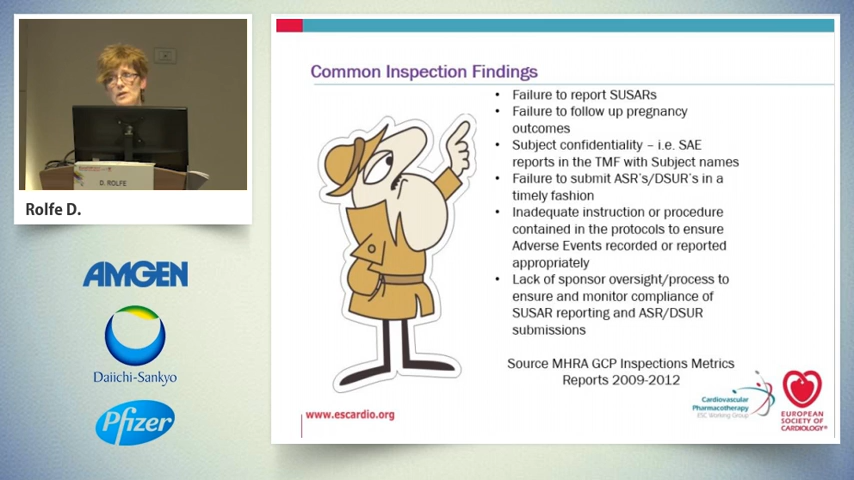 D. ROLFE
Rolfe D.
AMGEN
Daiichi-Sankyo
Pfizer
Common Inspection Findings
• Failure to report SUSARs
• Failure to follow up pregnancy
outcomes
• Subject confidentiality – i.e. SAE
reports in the TMF with Subject names
• Failure to submit ASR's/DSUR's in a
timely fashion
• Inadequate instruction or procedure
contained in the protocols to ensure
Adverse Events recorded or reported
appropriately
• Lack of sponsor oversight/process to
ensure and monitor compliance of
SUSAR reporting and ASR/DSUR
submissions
Source MHRA GCP Inspections Metrics
Reports 2009-2012
www.escardio.org
Cardiovascular
Pharmacotherapy
ESC Working Group
EUROPEAN
SOCIETY OF
CARDIOLOGY®